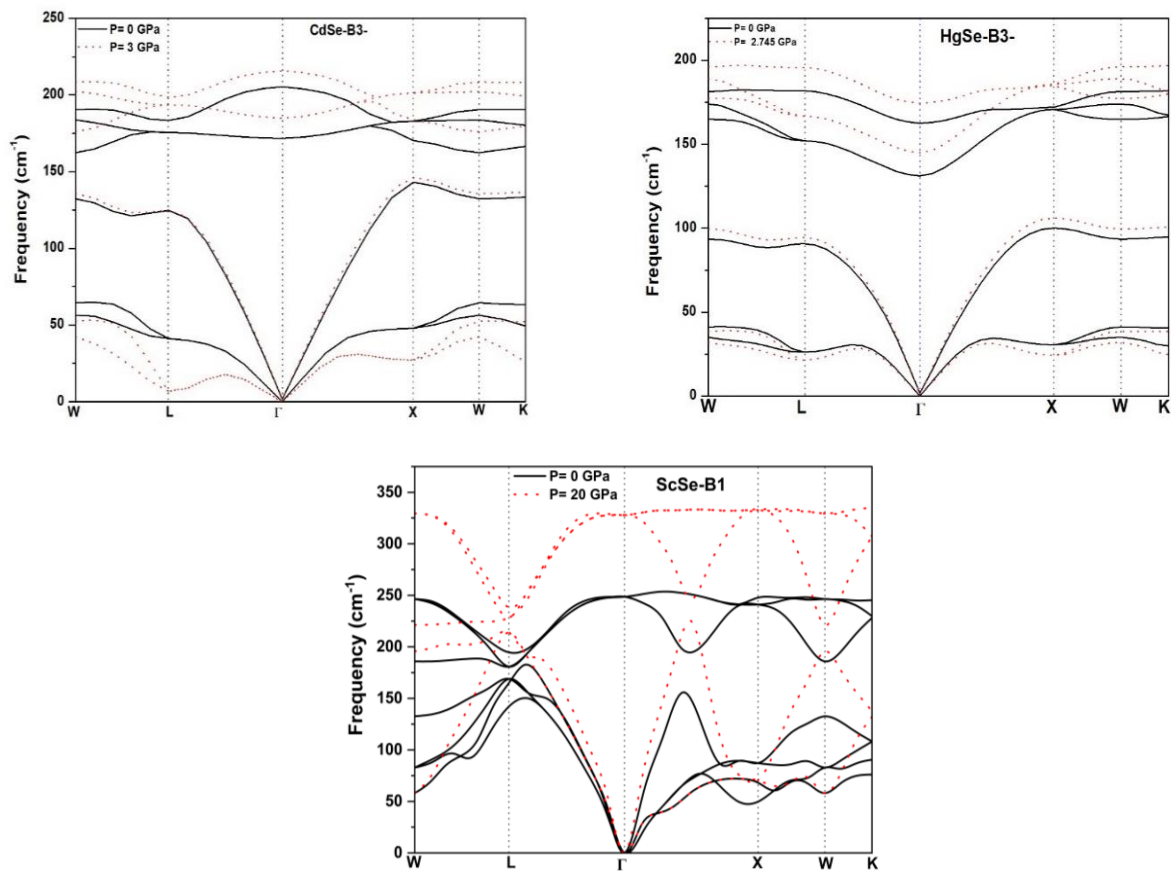 250
200
150
100
50
0
Frequency (cm⁻¹)
P= 0 GPa
P= 3 GPa
CdSe-B3-
W L Γ X W K
200
150
100
50
0
Frequency (cm⁻¹)
P= 0 GPa
P= 2.745 GPa
HgSe-B3-
W L Γ X W K
350
300
250
200
150
100
50
0
Frequency (cm⁻¹)
P= 0 GPa
P= 20 GPa
ScSe-B1
W L Γ X W K